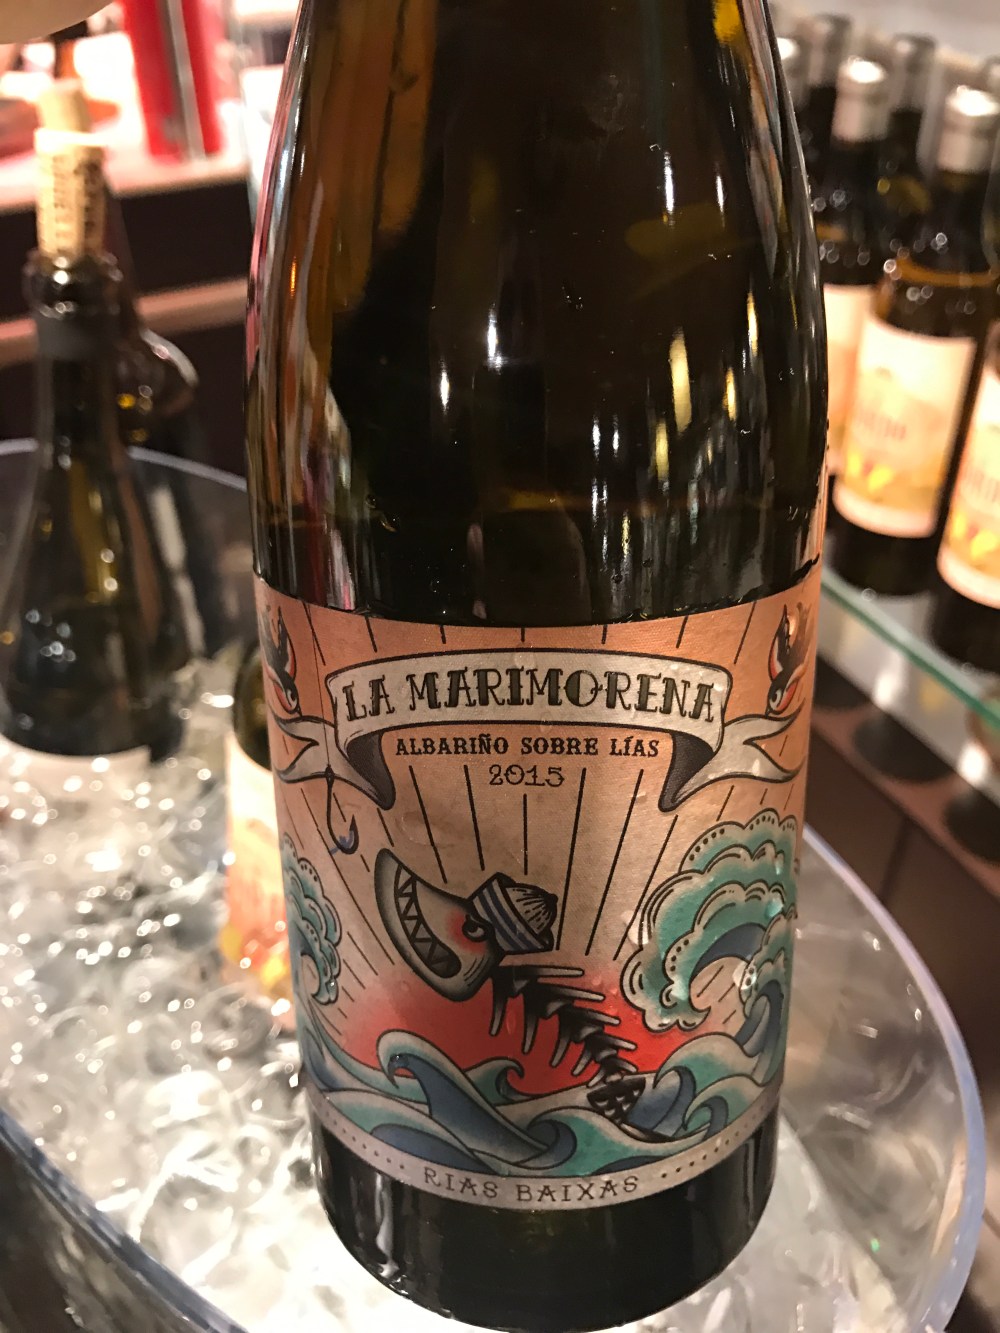 LA MARIMORENA
ALBARIÑO SOBRE LÍAS
2015
RIAS BAIXAS